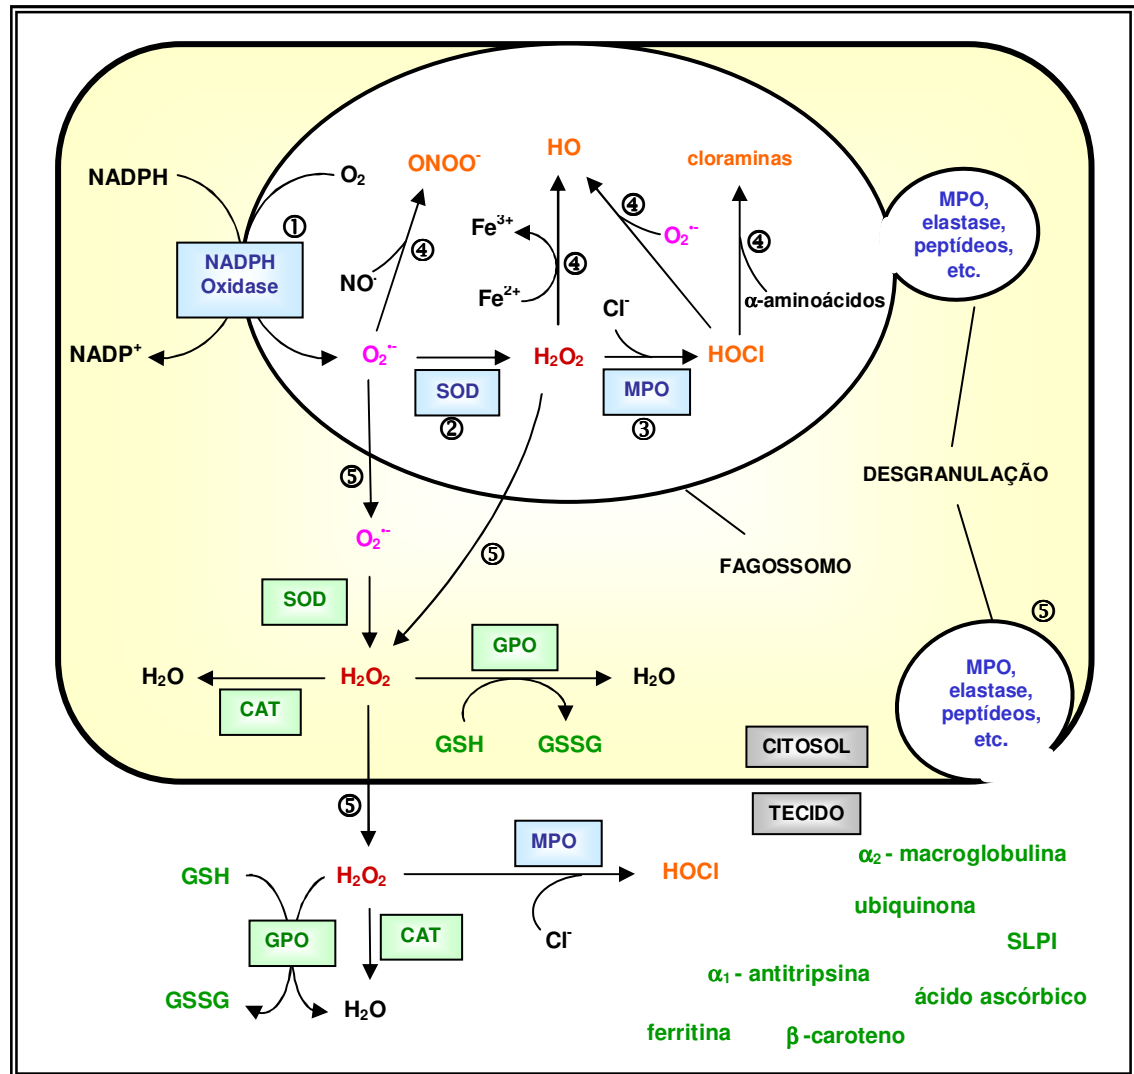 ONOO⁻
HO
cloraminas
NADPH
O₂
①
Fe³⁺
④
O₂•⁻
MPO,
elastase,
peptídeos,
etc.
NADPH
Oxidase
NO·
④
④
④
Fe²⁺
Cl⁻
α-aminoácidos
NADP⁺
O₂•⁻
H₂O₂
HOCl
SOD
MPO
②
③
⑤
DESGRANULAÇÃO
O₂•⁻
⑤
FAGOSSOMO
SOD
⑤
GPO
H₂O
H₂O₂
H₂O
CAT
GSH
GSSG
MPO,
elastase,
peptídeos,
etc.
CITOSOL
⑤
TECIDO
MPO
α₂ - macroglobulina
GSH
H₂O₂
HOCl
ubiquinona
GPO
CAT
Cl⁻
SLPI
α₁ - antitripsina
GSSG
H₂O
ácido ascórbico
ferritina
β-caroteno